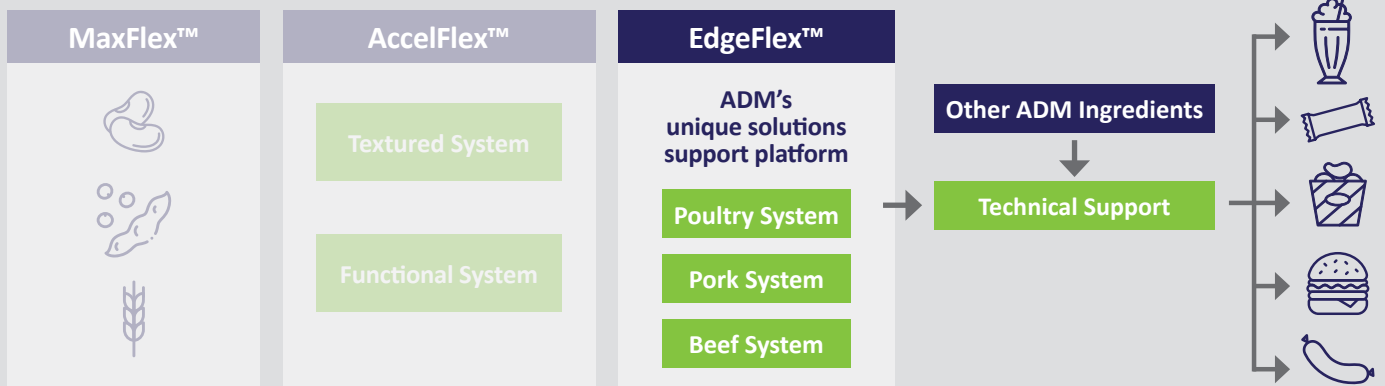 MaxFlex™
AccelFlex™
Textured System
Functional System
EdgeFlex™
ADM's
unique solutions
support platform
Poultry System
Pork System
Beef System
Other ADM Ingredients
Technical Support